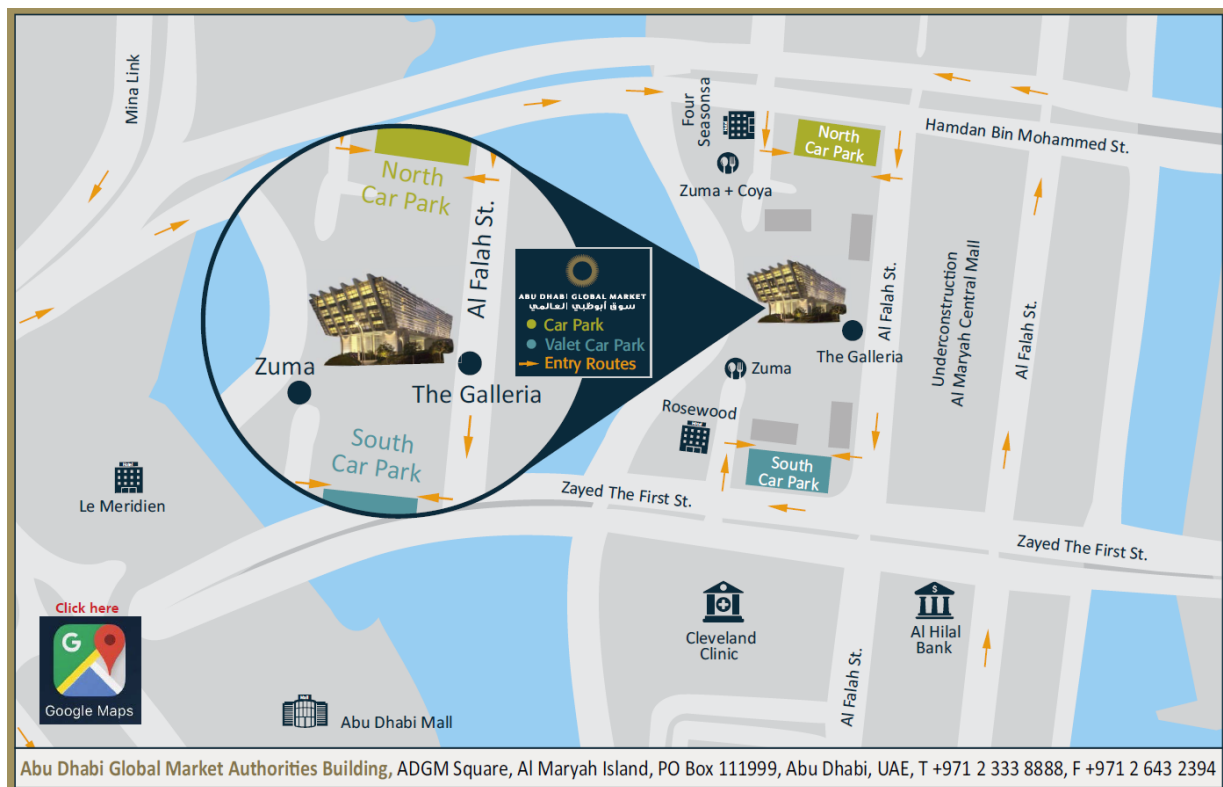 Mina Link
Four
Seasonsa
North
Car Park
Hamdan Bin Mohammed St.
Zuma + Coya
North
Car Park
Al Falah St.
ABU DHABI GLOBAL MARKET
سوق أبوظبي العالمي
Car Park
Valet Car Park
Entry Routes
Al Falah St.
Underconstruction
Al Maryah Central Mall
Al Falah St.
The Galleria
Zuma
The Galleria
Zuma
Rosewood
South
Car Park
South
Car Park
Zayed The First St.
Zayed The First St.
Le Meridien
Click here
G
Google Maps
Cleveland
Clinic
$
Al Hilal
Bank
Al Falah St.
Abu Dhabi Mall
Abu Dhabi Global Market Authorities Building, ADGM Square, Al Maryah Island, PO Box 111999, Abu Dhabi, UAE, T +971 2 333 8888, F +971 2 643 2394